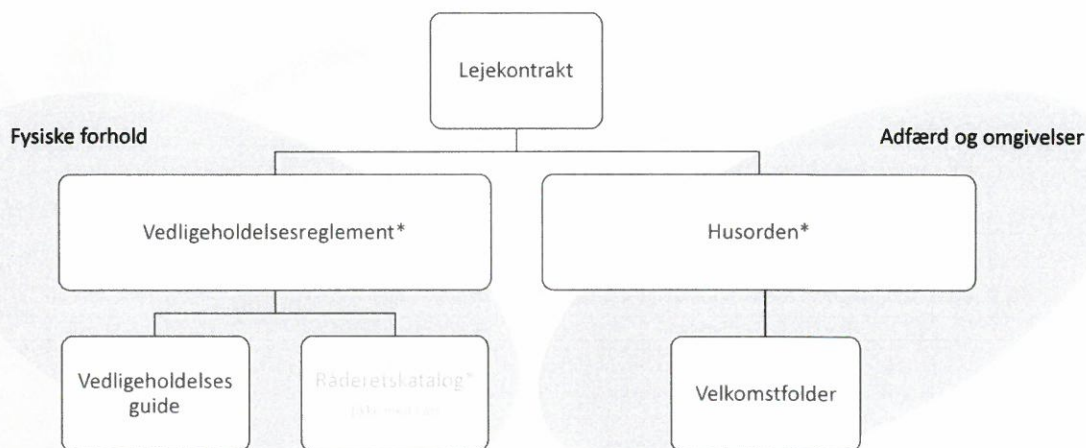 Lejekontrakt
Fysiske forhold
Adfærd og omgivelser
Vedligeholdelsesreglement*
Husorden*
Vedligeholdelses
guide
Råderetskatalog*
Velkomstfolder